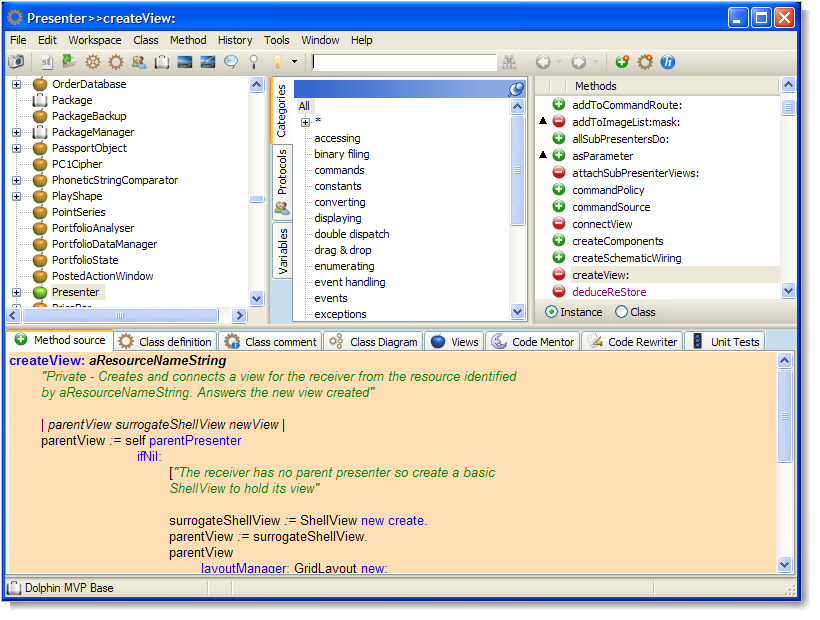 Presenter>>createView:
File Edit Workspace Class Method History Tools Window Help
OrderDatabase
Package
PackageBackup
PackageManager
PassportObject
PC1Cipher
PhoneticStringComparator
PlayShape
PointSeries
PortfolioAnalyser
PortfolioDataManager
PortfolioState
PostedActionWindow
Presenter
Categories
Protocols
Variables
All
*
accessing
binary filing
commands
constants
converting
displaying
double dispatch
drag & drop
enumerating
event handling
events
exceptions
Methods
addToCommandRoute:
addToImageList:mask:
allSubPresentersDo:
asParameter
attachSubPresenterViews:
commandPolicy
commandSource
connectView
createComponents
createSchematicWiring
createView:
deduceReStore
Instance Class
Method source Class definition Class comment Class Diagram Views Code Mentor Code Rewriter Unit Tests
createView: aResourceNameString
"Private - Creates and connects a view for the receiver from the resource identified
by aResourceNameString. Answers the new view created"
| parentView surrogateShellView newView |
parentView := self parentPresenter
ifNil:
["The receiver has no parent presenter so create a basic
ShellView to hold its view"
surrogateShellView := ShellView new create.
parentView := surrogateShellView.
parentView
layoutManager: GridLayout new;
Dolphin MVP Base